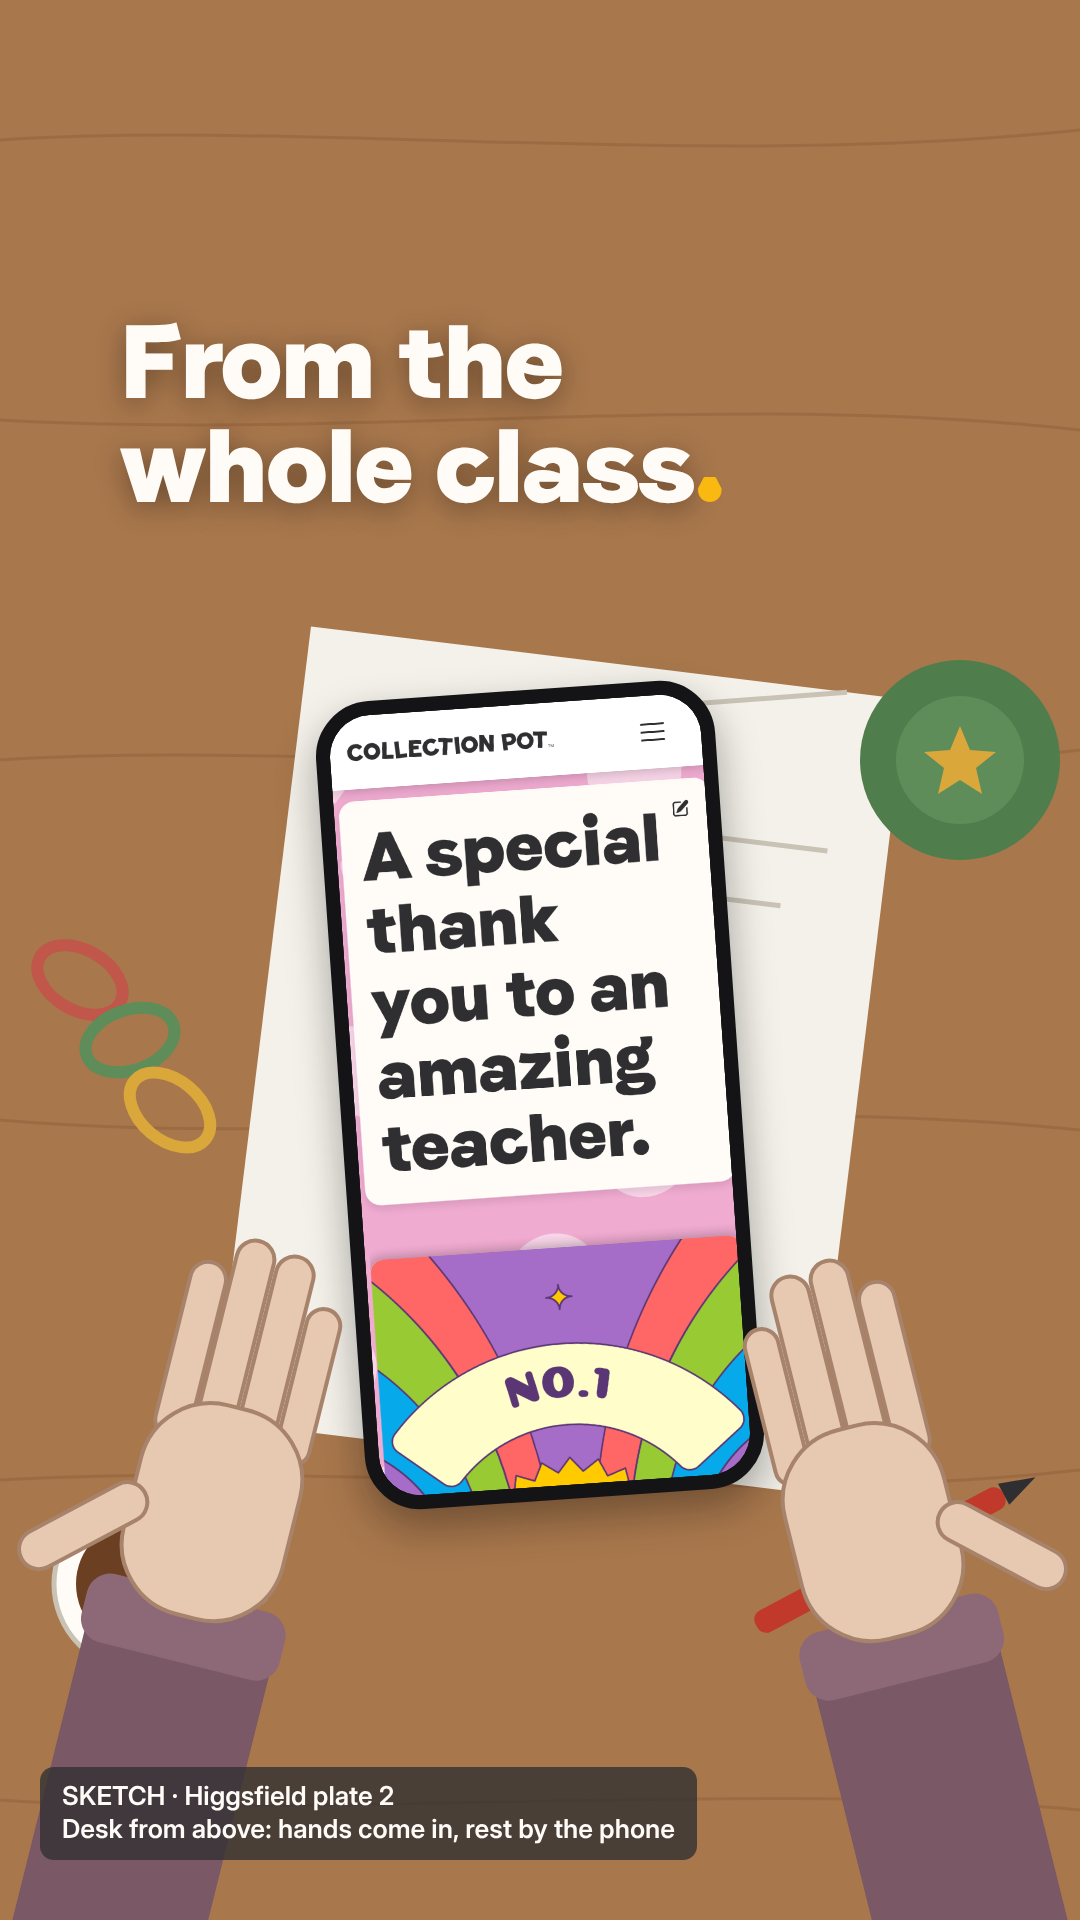 From the
whole class.
COLLECTION POT™
A special
thank
you to an
amazing
teacher.
NO.1
SKETCH · Higgsfield plate 2
Desk from above: hands come in, rest by the phone